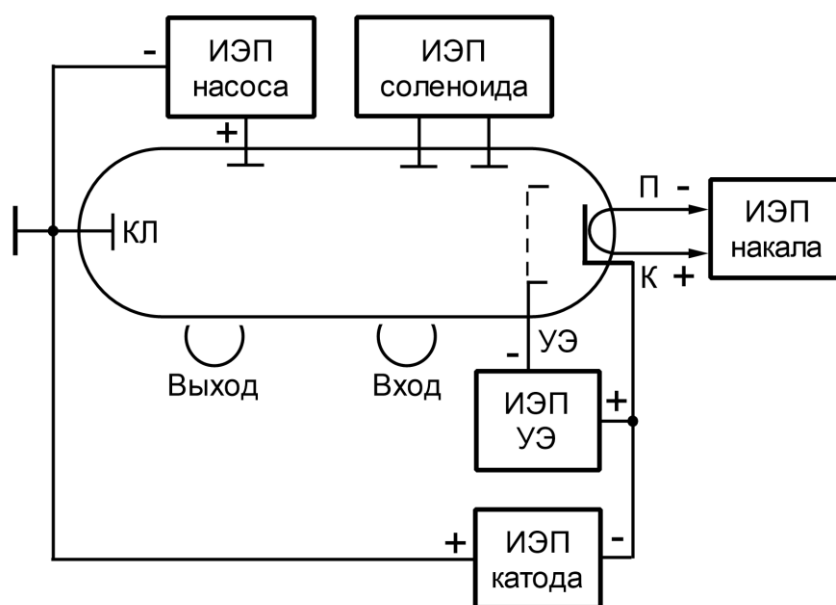 -
ИЭП
насоса
+
ИЭП
соленоида
КЛ
П
-
К
+
ИЭП
накала
Выход
Вход
-
УЭ
ИЭП
УЭ
+
+
ИЭП
катода
-